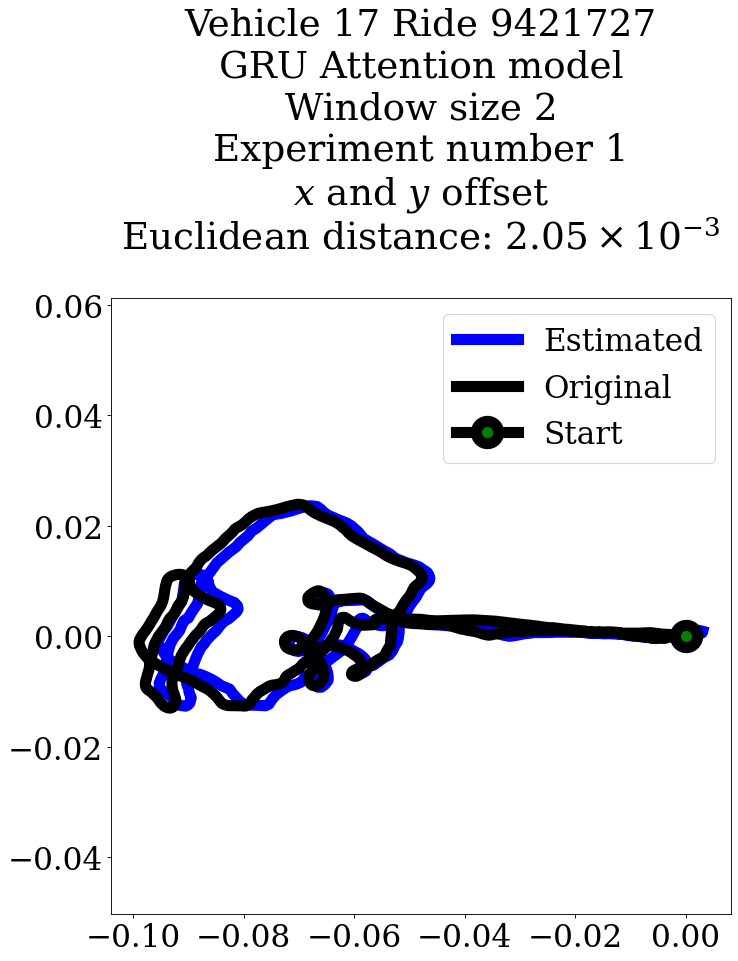 Vehicle 17 Ride 9421727
GRU Attention model
Window size 2
Experiment number 1
x and y offset
Euclidean distance: 2.05 × 10⁻³
0.06
0.04
0.02
0.00
−0.02
−0.04
Estimated
Original
Start
−0.10 −0.08 −0.06 −0.04 −0.02 0.00